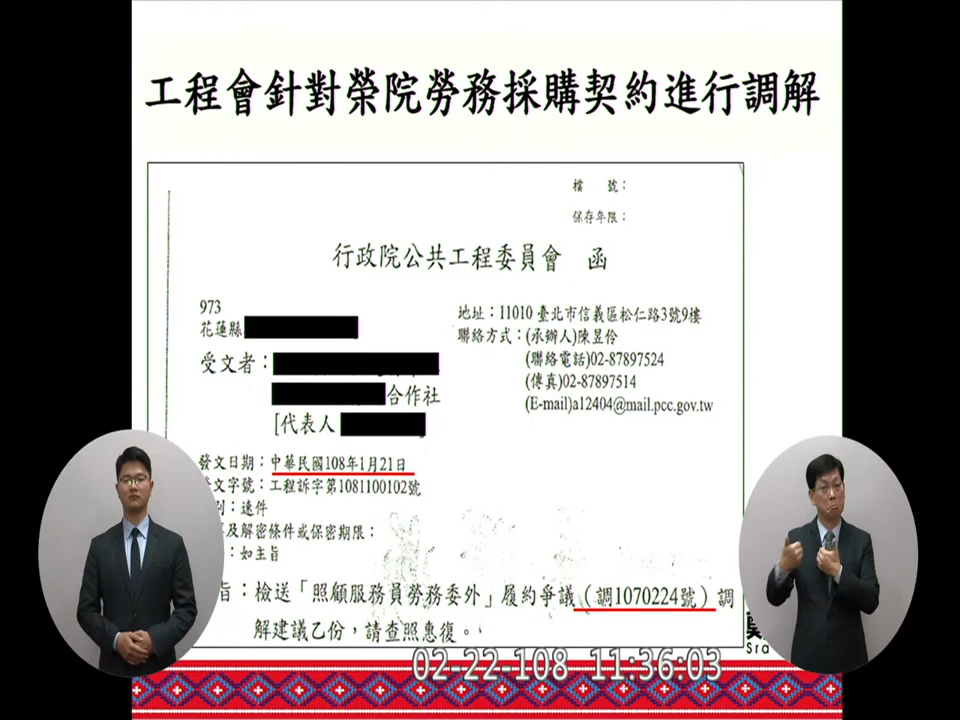 工程會針對榮院勞務採購契約進行調解
檔 號：
保存年限：
行政院公共工程委員會 函
973
花蓮縣
地址：11010 臺北市信義區松仁路3號9樓
聯絡方式：(承辦人)陳昱伶
(聯絡電話)02-87897524
(傳真)02-87897514
(E-mail)a12404@mail.pcc.gov.tw
受文者：
合作社
[代表人
發文日期：中華民國108年1月21日
文字號：工程訴字第1081100102號
：速件
及解密條件或保密期限：
：如主旨
旨：檢送「照顧服務員勞務委外」履約爭議（調1070224號）調
解建議乙份，請查照惠復。
Sra
02-22-108 11:36:03